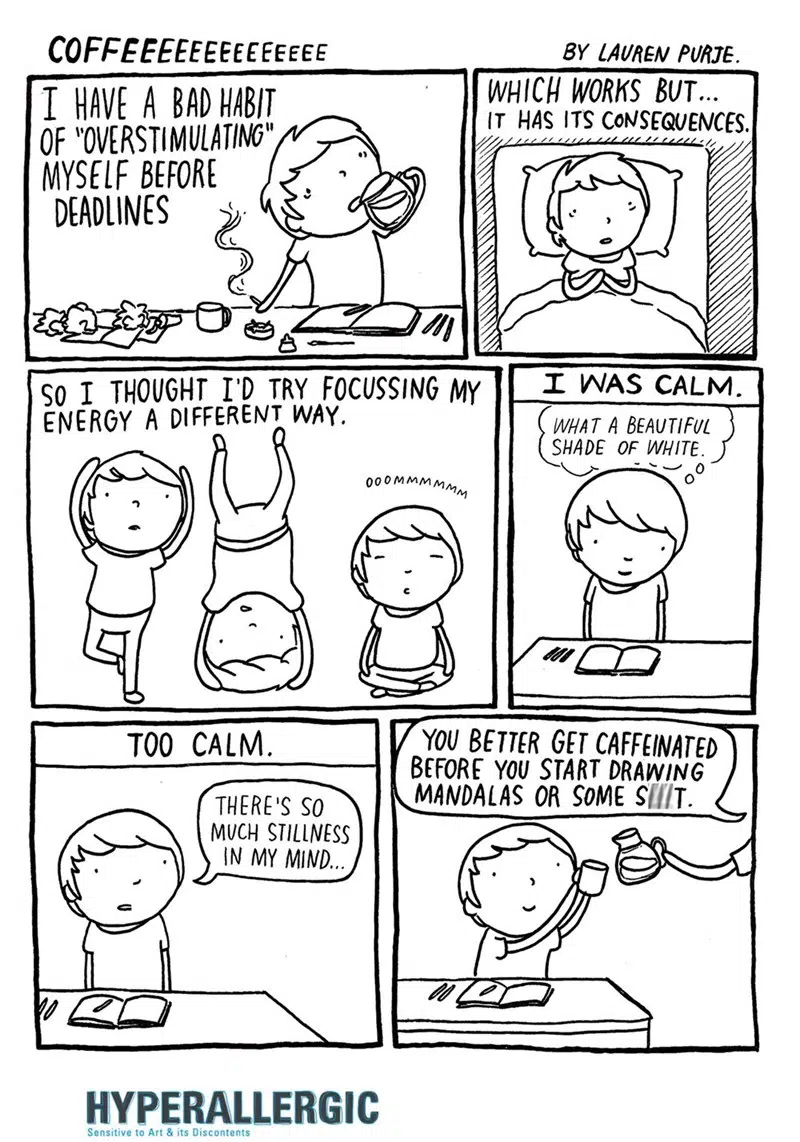 COFFEEEEEEEEEEEEEEE
BY LAUREN PURJE.
I HAVE A BAD HABIT
OF "OVERSTIMULATING"
MYSELF BEFORE
DEADLINES
WHICH WORKS BUT...
IT HAS ITS CONSEQUENCES.
SO I THOUGHT I'D TRY FOCUSSING MY
ENERGY A DIFFERENT WAY.
OOOMMMMMM
I WAS CALM.
WHAT A BEAUTIFUL
SHADE OF WHITE.
TOO CALM.
THERE'S SO
MUCH STILLNESS
IN MY MIND...
YOU BETTER GET CAFFEINATED
BEFORE YOU START DRAWING
MANDALAS OR SOME
HYPERALLERGIC
Sensitive to Art & its Discontents